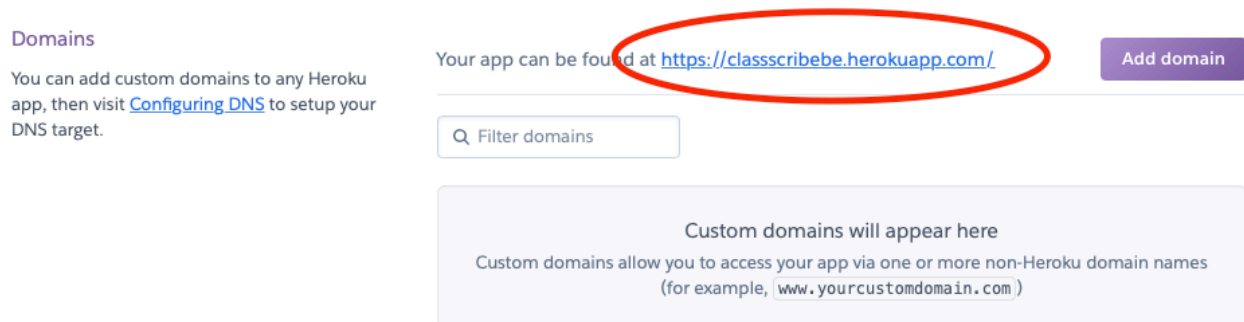 Domains
You can add custom domains to any Heroku
app, then visit Configuring DNS to setup your
DNS target.
Your app can be found at https://classscribebe.herokuapp.com/
Add domain
Filter domains
Custom domains will appear here
Custom domains allow you to access your app via one or more non-Heroku domain names
(for example, www.yourcustomdomain.com)